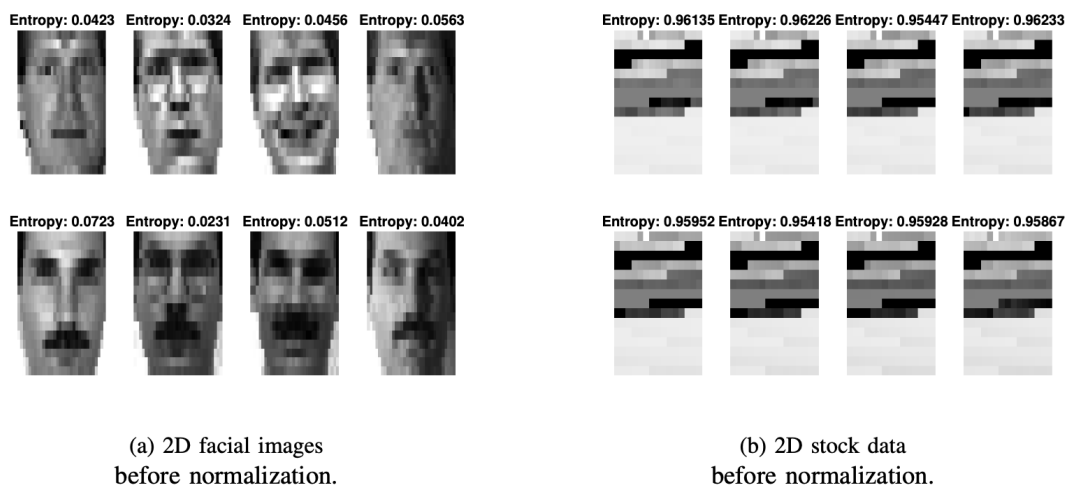 Entropy: 0.0423 Entropy: 0.0324 Entropy: 0.0456 Entropy: 0.0563
Entropy: 0.0723 Entropy: 0.0231 Entropy: 0.0512 Entropy: 0.0402
(a) 2D facial images
before normalization.
Entropy: 0.96135 Entropy: 0.96226 Entropy: 0.95447 Entropy: 0.96233
Entropy: 0.95952 Entropy: 0.95418 Entropy: 0.95928 Entropy: 0.95867
(b) 2D stock data
before normalization.